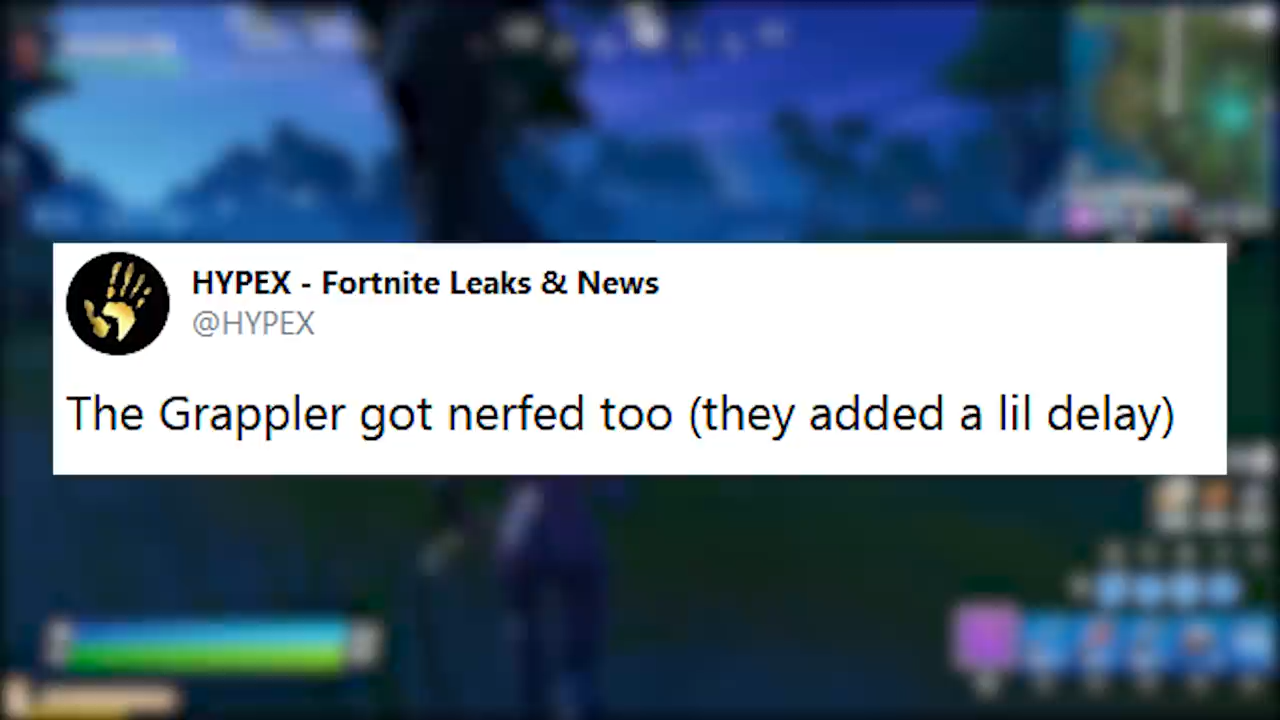 HYPEX - Fortnite Leaks & News
@HYPEX
The Grappler got nerfed too (they added a lil delay)